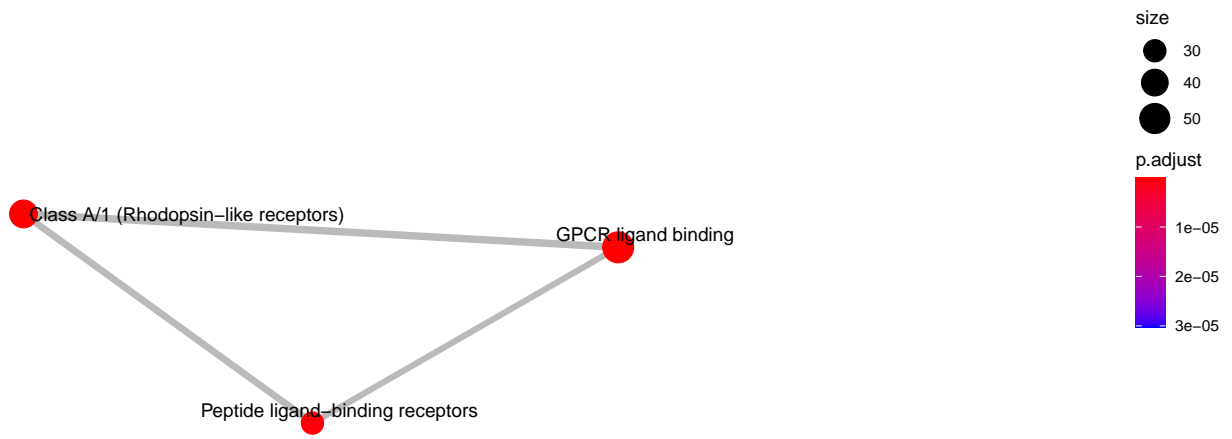 size
30
40
50
p.adjust
1e−05
2e−05
3e−05
Class A/1 (Rhodopsin−like receptors)
GPCR ligand binding
Peptide ligand−binding receptors